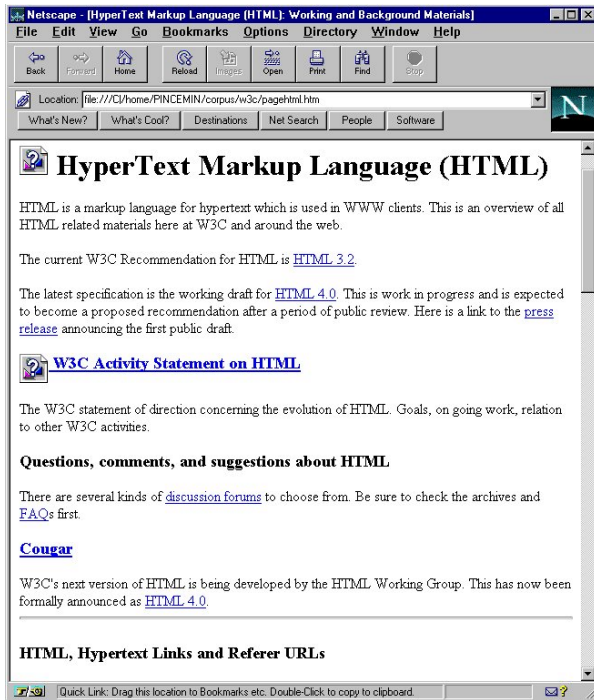 Netscape - [HyperText Markup Language (HTML): Working and Background Materials]
File Edit View Go Bookmarks Options Directory Window Help
Back Forward Home Reload Images Open Print Find Stop
Location: file:///C|/home/PINCEMIN/corpus/w3c/pagehtml.htm
N
What's New? What's Cool? Destinations Net Search People Software
HyperText Markup Language (HTML)
HTML is a markup language for hypertext which is used in WWW clients. This is an overview of all
HTML related materials here at W3C and around the web.
The current W3C Recommendation for HTML is HTML 3.2.
The latest specification is the working draft for HTML 4.0. This is work in progress and is expected
to become a proposed recommendation after a period of public review. Here is a link to the press
release announcing the first public draft.
W3C Activity Statement on HTML
The W3C statement of direction concerning the evolution of HTML. Goals, on going work, relation
to other W3C activities.
Questions, comments, and suggestions about HTML
There are several kinds of discussion forums to choose from. Be sure to check the archives and
FAQs first.
Cougar
W3C's next version of HTML is being developed by the HTML Working Group. This has now been
formally announced as HTML 4.0.
HTML, Hypertext Links and Referer URLs
Quick Link: Drag this location to Bookmarks etc. Double-Click to copy to clipboard.